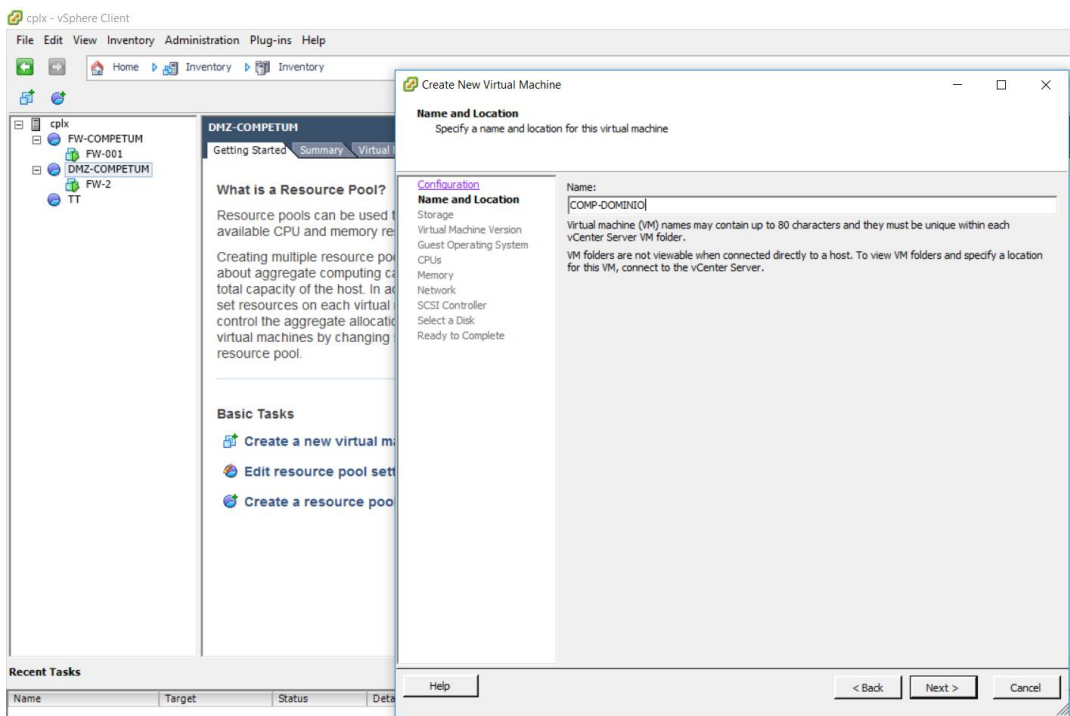 cplx - vSphere Client
File Edit View Inventory Administration Plug-ins Help
Home Inventory Inventory
cplx
FW-COMPETUM
FW-001
DMZ-COMPETUM
FW-2
TT
DMZ-COMPETUM
Getting Started Summary Virtual
What is a Resource Pool?
Resource pools can be used
available CPU and memory re
Creating multiple resource poo
about aggregate computing ca
total capacity of the host. In ad
set resources on each virtual
control the aggregate allocatio
virtual machines by changing
resource pool.
Basic Tasks
Create a new virtual ma
Edit resource pool sett
Create a resource poo
Recent Tasks
Name Target Status Deta
Create New Virtual Machine
Name and Location
Specify a name and location for this virtual machine
Configuration
Name and Location
Storage
Virtual Machine Version
Guest Operating System
CPUs
Memory
Network
SCSI Controller
Select a Disk
Ready to Complete
Name:
COMP-DOMINIO
Virtual machine (VM) names may contain up to 80 characters and they must be unique within each
vCenter Server VM folder.
VM folders are not viewable when connected directly to a host. To view VM folders and specify a location
for this VM, connect to the vCenter Server.
Help
< Back Next > Cancel